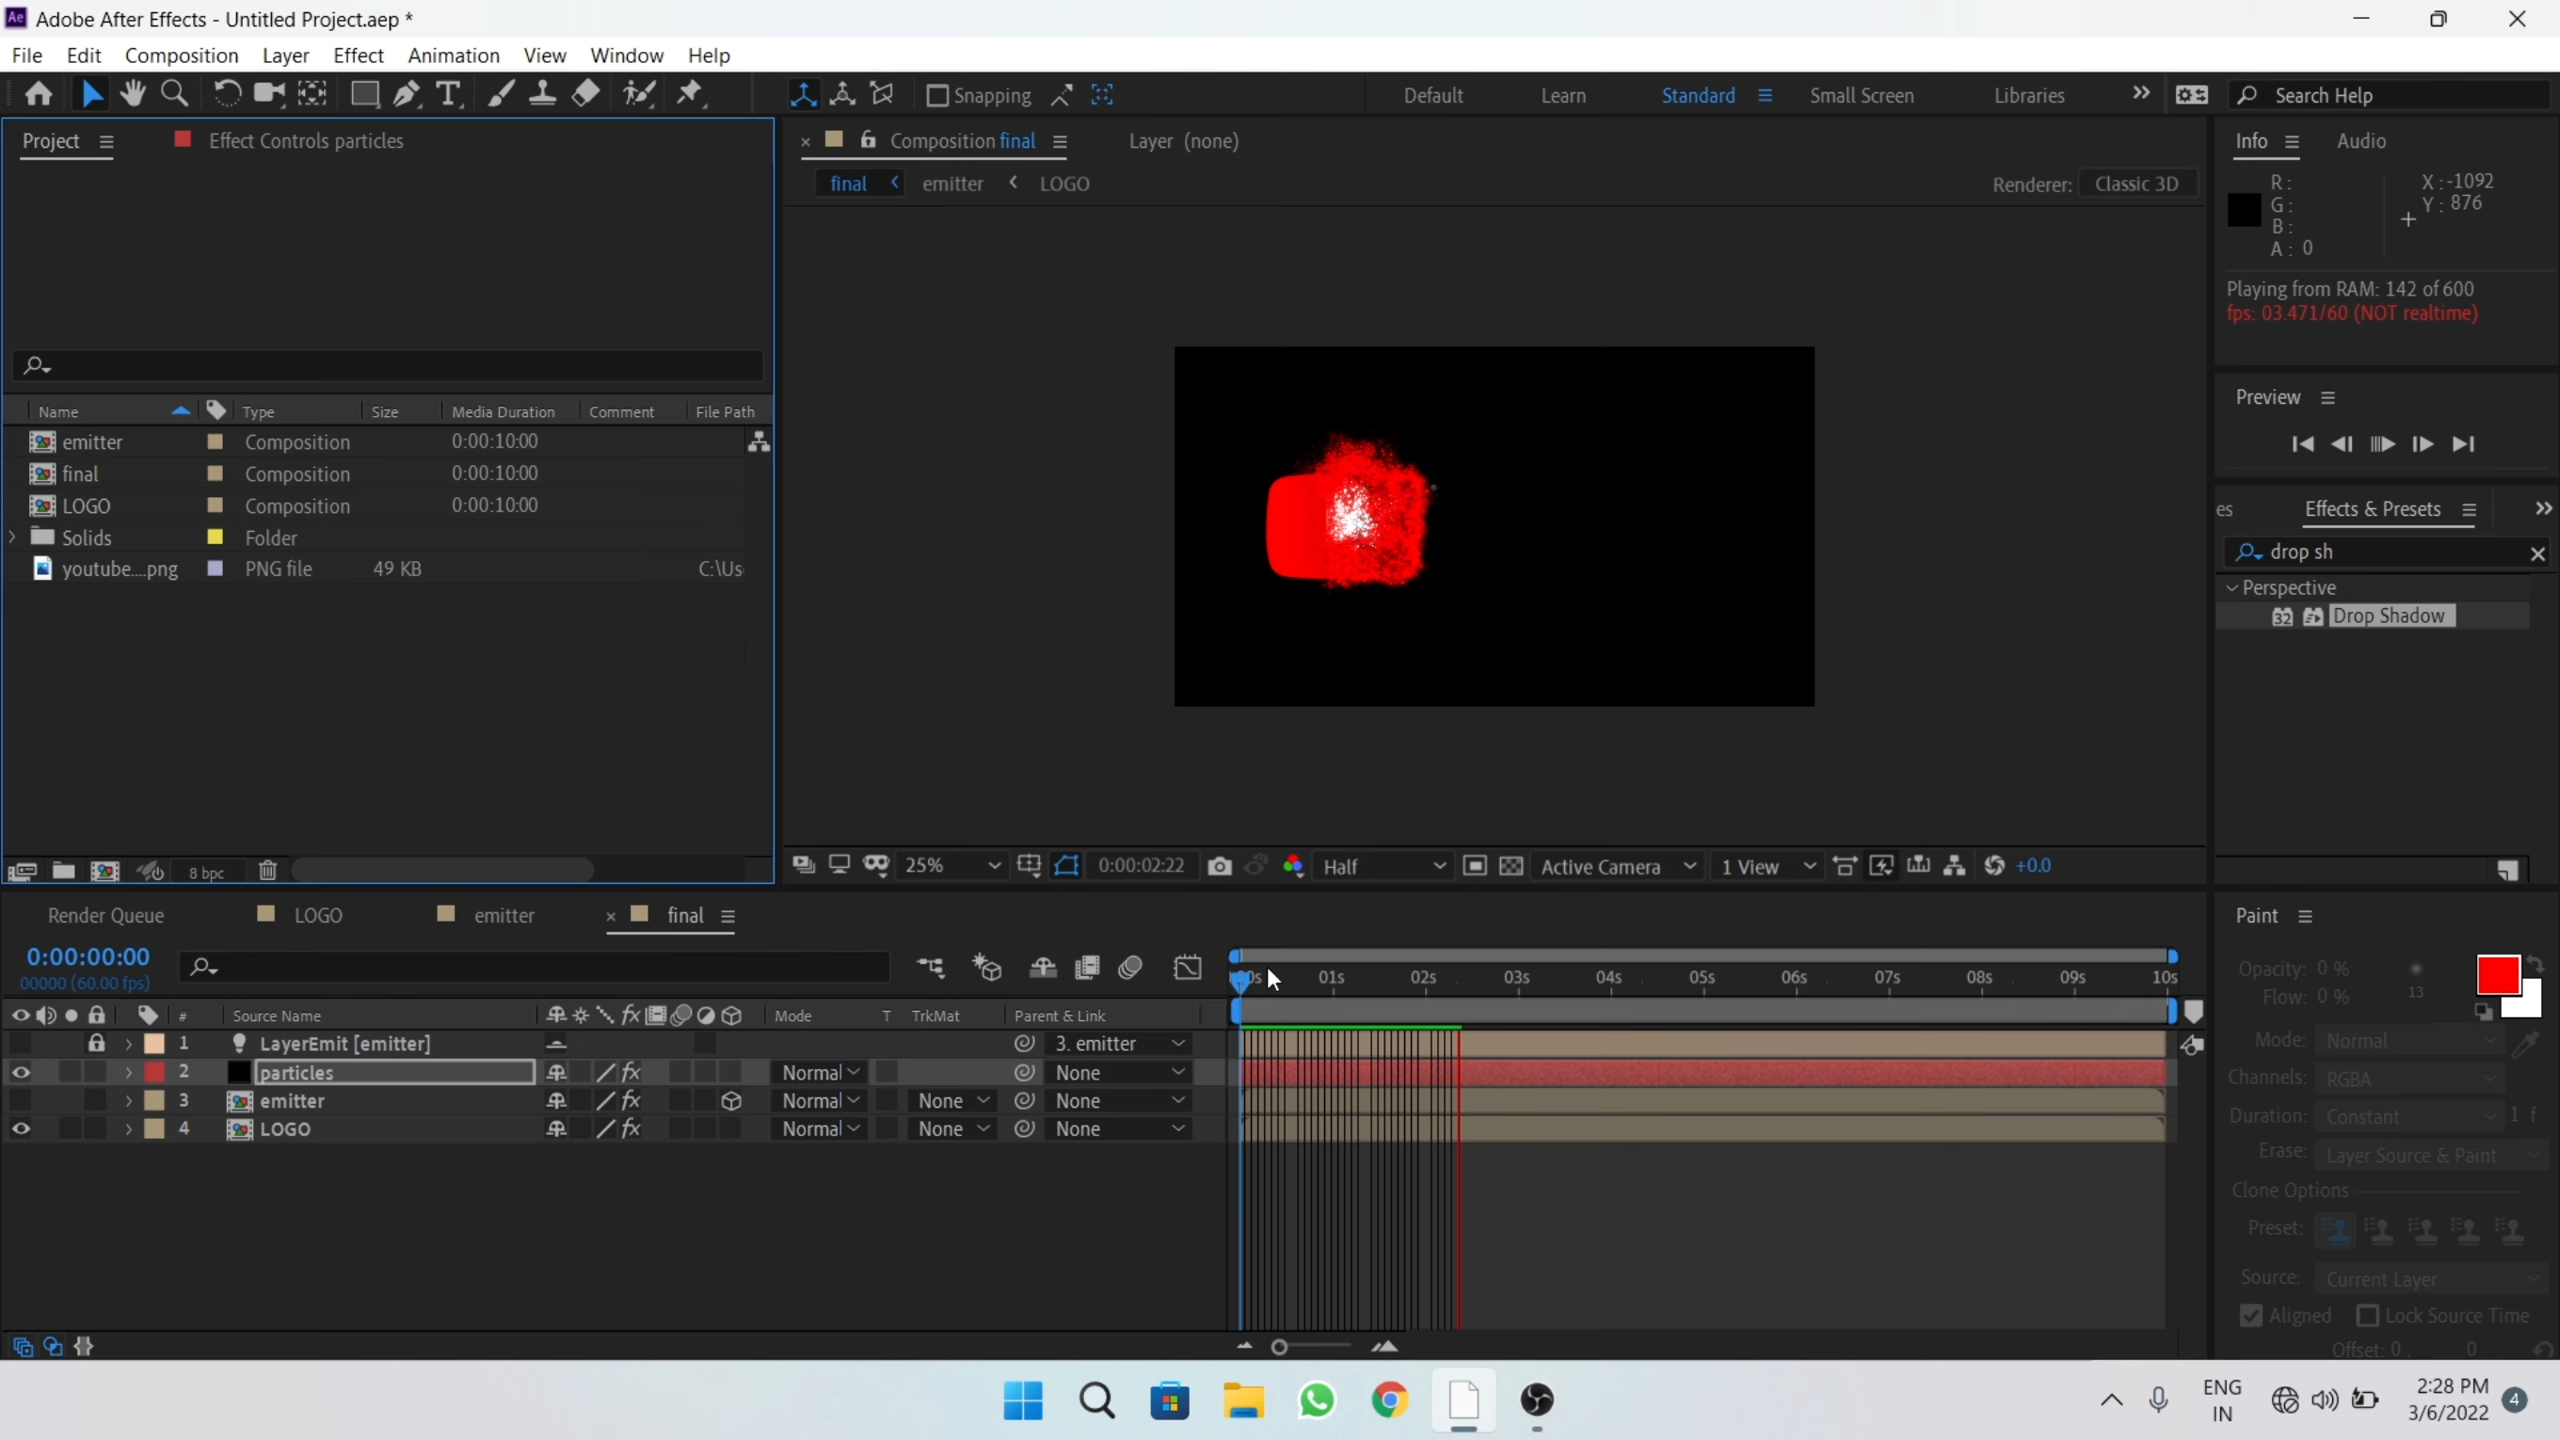 Ae Adobe After Effects - Untitled Project.aep *
File Edit Composition Layer Effect Animation View Window Help
Snapping Default Learn Standard Small Screen Libraries Search Help
Project Effect Controls particles
× Composition final Layer (none)
final emitter LOGO
Renderer: Classic 3D
Info Audio
R: X: -1092
G: Y: 876
B:
A: 0
Playing from RAM: 142 of 600
fps: 03.471/60 (NOT realtime)
Preview
es Effects & Presets
drop sh
Perspective
32 Drop Shadow
Name Type Size Media Duration Comment File Path
emitter Composition 0:00:10:00
final Composition 0:00:10:00
LOGO Composition 0:00:10:00
Solids Folder
youtube....png PNG file 49 KB C:\Us
8 bpc
25% 0:00:02:22 Half Active Camera 1 View +0.0
Render Queue LOGO emitter × final
0:00:00:00
00000 (60.00 fps)
00s 01s 02s 03s 04s 05s 06s 07s 08s 09s 10s
# Source Name fx Mode T TrkMat Parent & Link
1 LayerEmit [emitter] 3. emitter
2 particles fx Normal None
3 emitter fx Normal None None
4 LOGO fx Normal None None
Paint
Opacity: 0 %
Flow: 0 % 13
Mode: Normal
Channels: RGBA
Duration: Constant 1 f
Erase: Layer Source & Paint
Clone Options
Preset:
Source: Current Layer
Aligned Lock Source Time
Offset: 0 , 0
ENG
IN
2:28 PM
3/6/2022
4